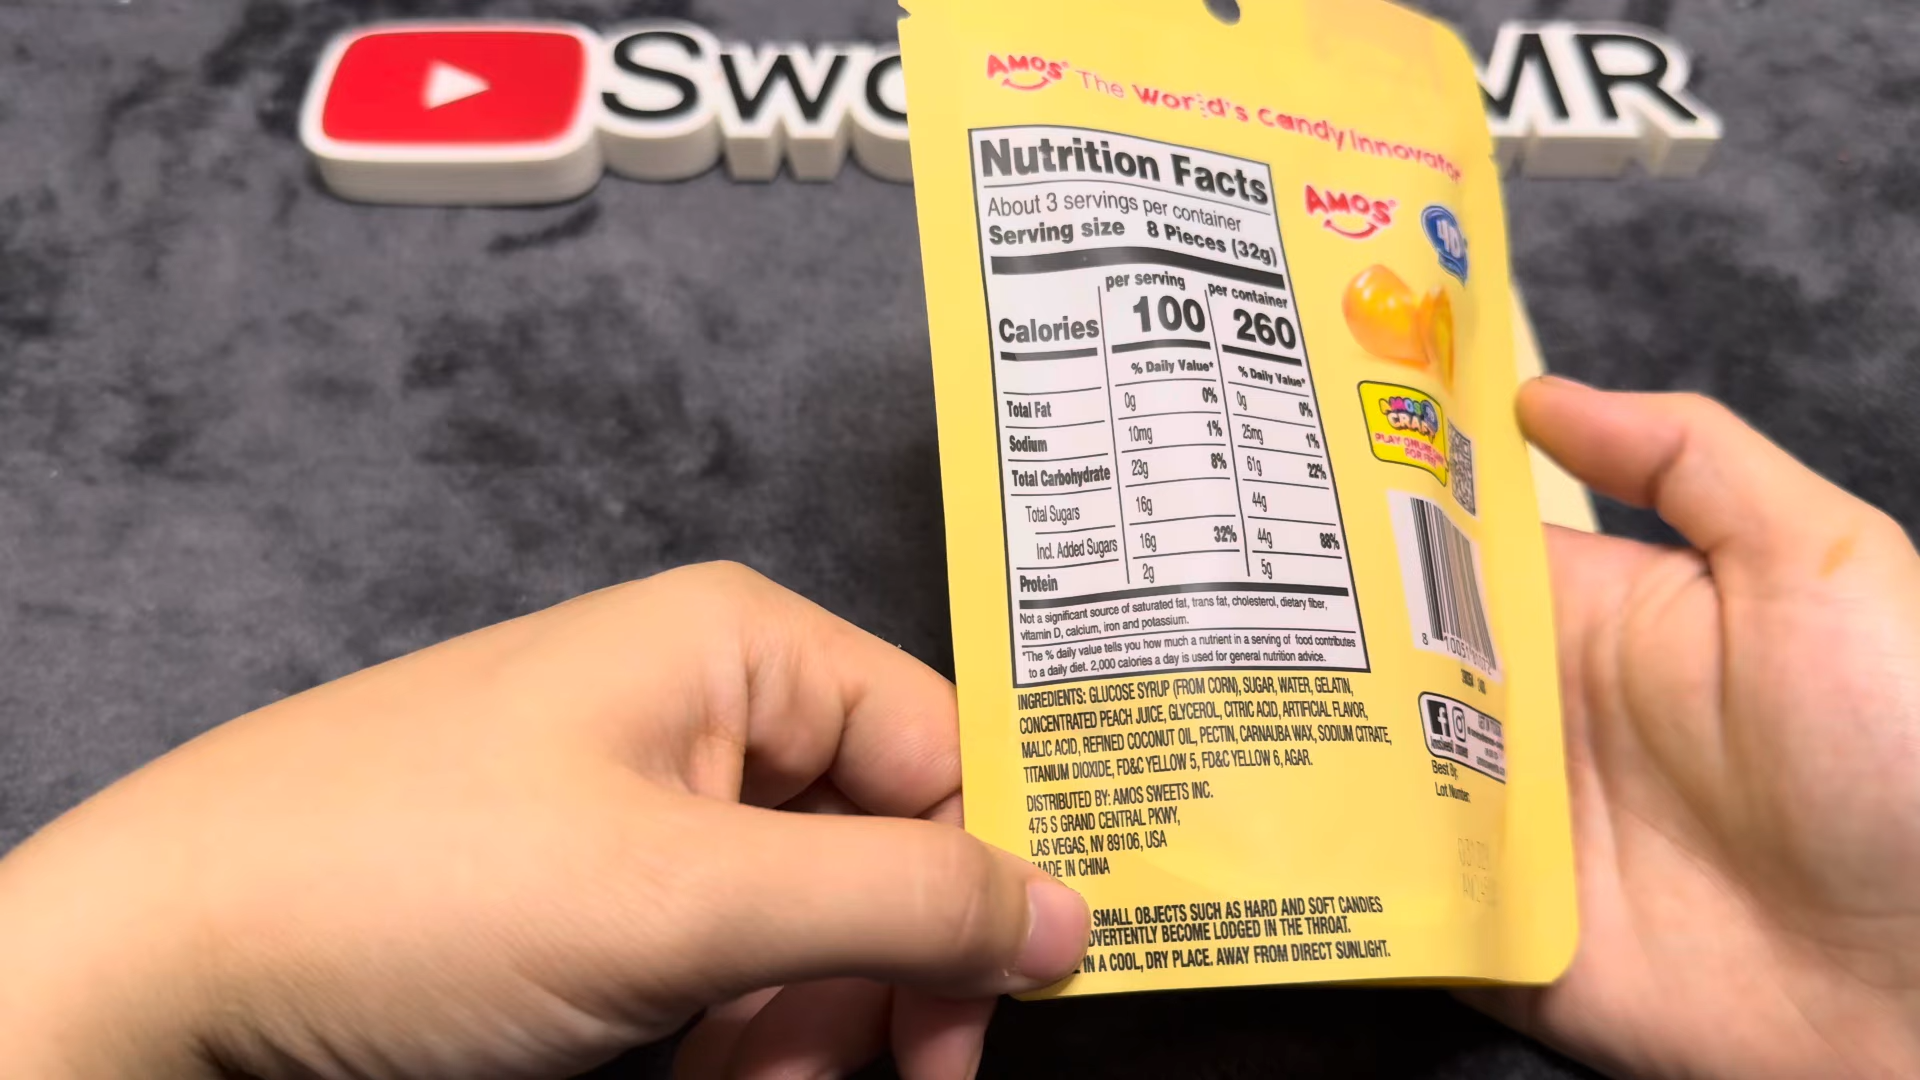 Swo
MR
AMOS The World's Candy Innovator
Nutrition Facts
About 3 servings per container
Serving size 8 Pieces (32g)
per serving per container
Calories 100 260
% Daily Value* % Daily Value*
Total Fat 0g 0% 0g 0%
Sodium 10mg 1% 25mg 1%
Total Carbohydrate 23g 8% 61g 22%
Total Sugars 16g 44g
Incl. Added Sugars 16g 32% 44g 88%
Protein 2g 5g
Not a significant source of saturated fat, trans fat, cholesterol, dietary fiber,
vitamin D, calcium, iron and potassium.
*The % daily value tells you how much a nutrient in a serving of food contributes
to a daily diet. 2,000 calories a day is used for general nutrition advice.
INGREDIENTS: GLUCOSE SYRUP (FROM CORN), SUGAR, WATER, GELATIN,
CONCENTRATED PEACH JUICE, GLYCEROL, CITRIC ACID, ARTIFICIAL FLAVOR,
MALIC ACID, REFINED COCONUT OIL, PECTIN, CARNAUBA WAX, SODIUM CITRATE,
TITANIUM DIOXIDE, FD&C YELLOW 5, FD&C YELLOW 6, AGAR.
DISTRIBUTED BY: AMOS SWEETS INC.
475 S GRAND CENTRAL PKWY,
LAS VEGAS, NV 89106, USA
MADE IN CHINA
SMALL OBJECTS SUCH AS HARD AND SOFT CANDIES
DVERTENTLY BECOME LODGED IN THE THROAT.
IN A COOL, DRY PLACE. AWAY FROM DIRECT SUNLIGHT.
AMOS
4D
AMOS
CRAFT
PLAY ONLINE
FOR
Best By:
Lot Number: